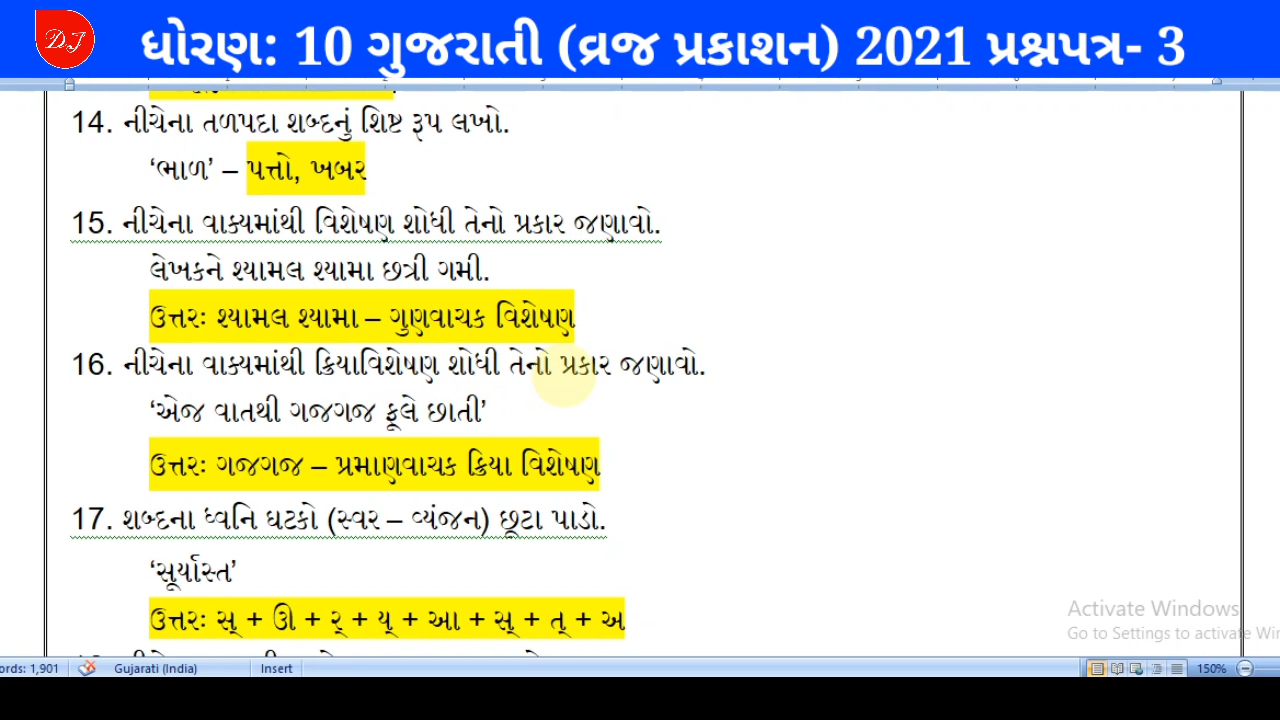 DJ
ધોરણ: 10 ગુજરાતી (વ્રજ પ્રકાશન) 2021 પ્રશ્નપત્ર- 3
14. નીચેના તળપદા શબ્દનું શિષ્ટ રૂપ લખો.
‘ભાળ’ – પત્તો, ખબર
15. નીચેના વાક્યમાંથી વિશેષણ શોધી તેનો પ્રકાર જણાવો.
લેખકને શ્યામલ શ્યામા છત્રી ગમી.
ઉત્તરઃ શ્યામલ શ્યામા – ગુણવાચક વિશેષણ
16. નીચેના વાક્યમાંથી ક્રિયાવિશેષણ શોધી તેનો પ્રકાર જણાવો.
‘એજ વાતથી ગજગજ ફૂલે છાતી’
ઉત્તરઃ ગજગજ – પ્રમાણવાચક ક્રિયા વિશેષણ
17. શબ્દના ધ્વનિ ઘટકો (સ્વર – વ્યંજન) છૂટા પાડો.
‘સૂર્યાસ્ત’
ઉત્તરઃ સ્ + ઊ + ર્ + ય્ + આ + સ્ + ત્ + અ
Activate Windows
Go to Settings to activate Wi
ords: 1,901 Gujarati (India) Insert 150%